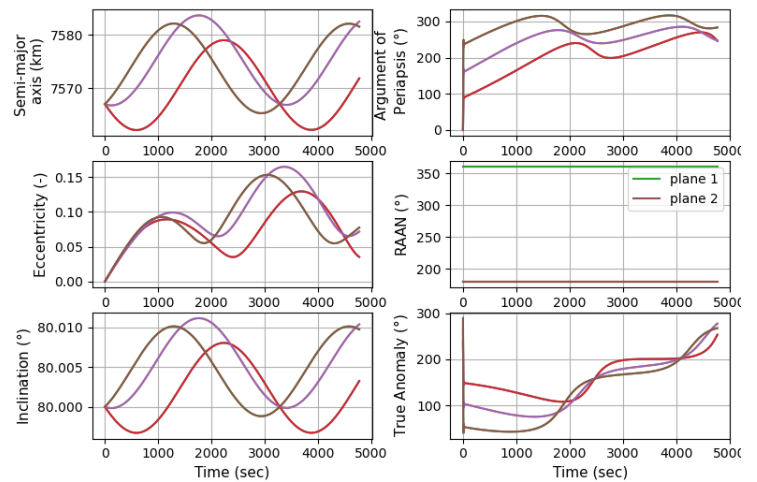 Semi-major
axis (km)
7580
7570
0 1000 2000 3000 4000 5000
Argument of
Periapsis (°)
300
200
100
0
0 1000 2000 3000 4000 5000
Eccentricity (-)
0.15
0.10
0.05
0.00
0 1000 2000 3000 4000 5000
RAAN (°)
350
300
250
200
plane 1
plane 2
0 1000 2000 3000 4000 5000
Inclination (°)
80.010
80.005
80.000
0 1000 2000 3000 4000 5000
Time (sec)
True Anomaly (°)
300
200
100
0 1000 2000 3000 4000 5000
Time (sec)